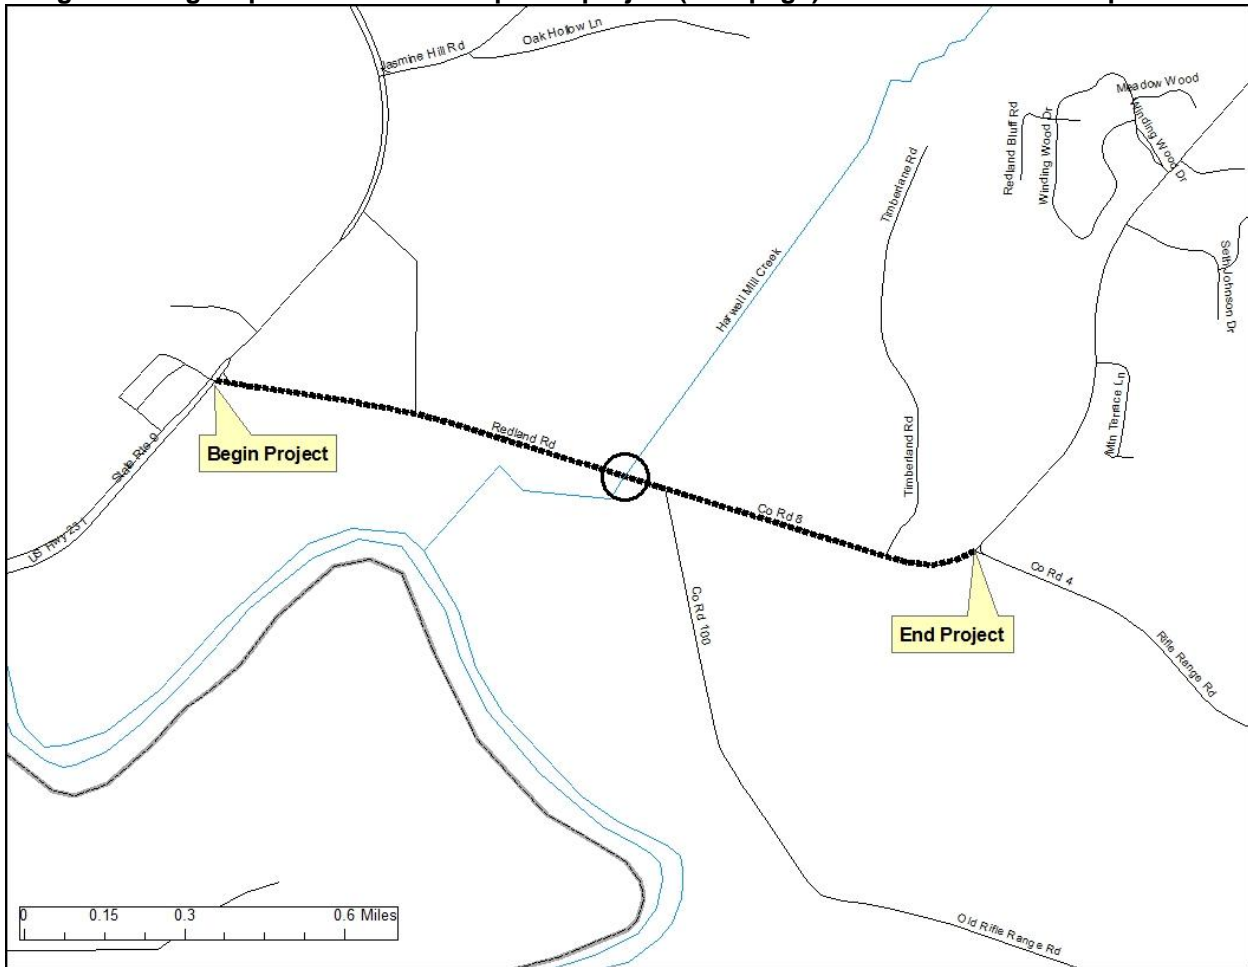 Jasmine Hill Rd
Oak Hollow Ln
Meadow Wood
Redland Bluff Rd
Winding Wood Dr
Winding Wood Dr
Timberlane Rd
Harwell Mill Creek
Seth Johnson Dr
Mtn Terrace Ln
Begin Project
Redland Rd
State Rte 9
US Hwy 231
Timberland Rd
Co Rd 8
Co Rd 4
End Project
Co Rd 100
Rifle Range Rd
0 0.15 0.3 0.6 Miles
Old Rifle Range Rd